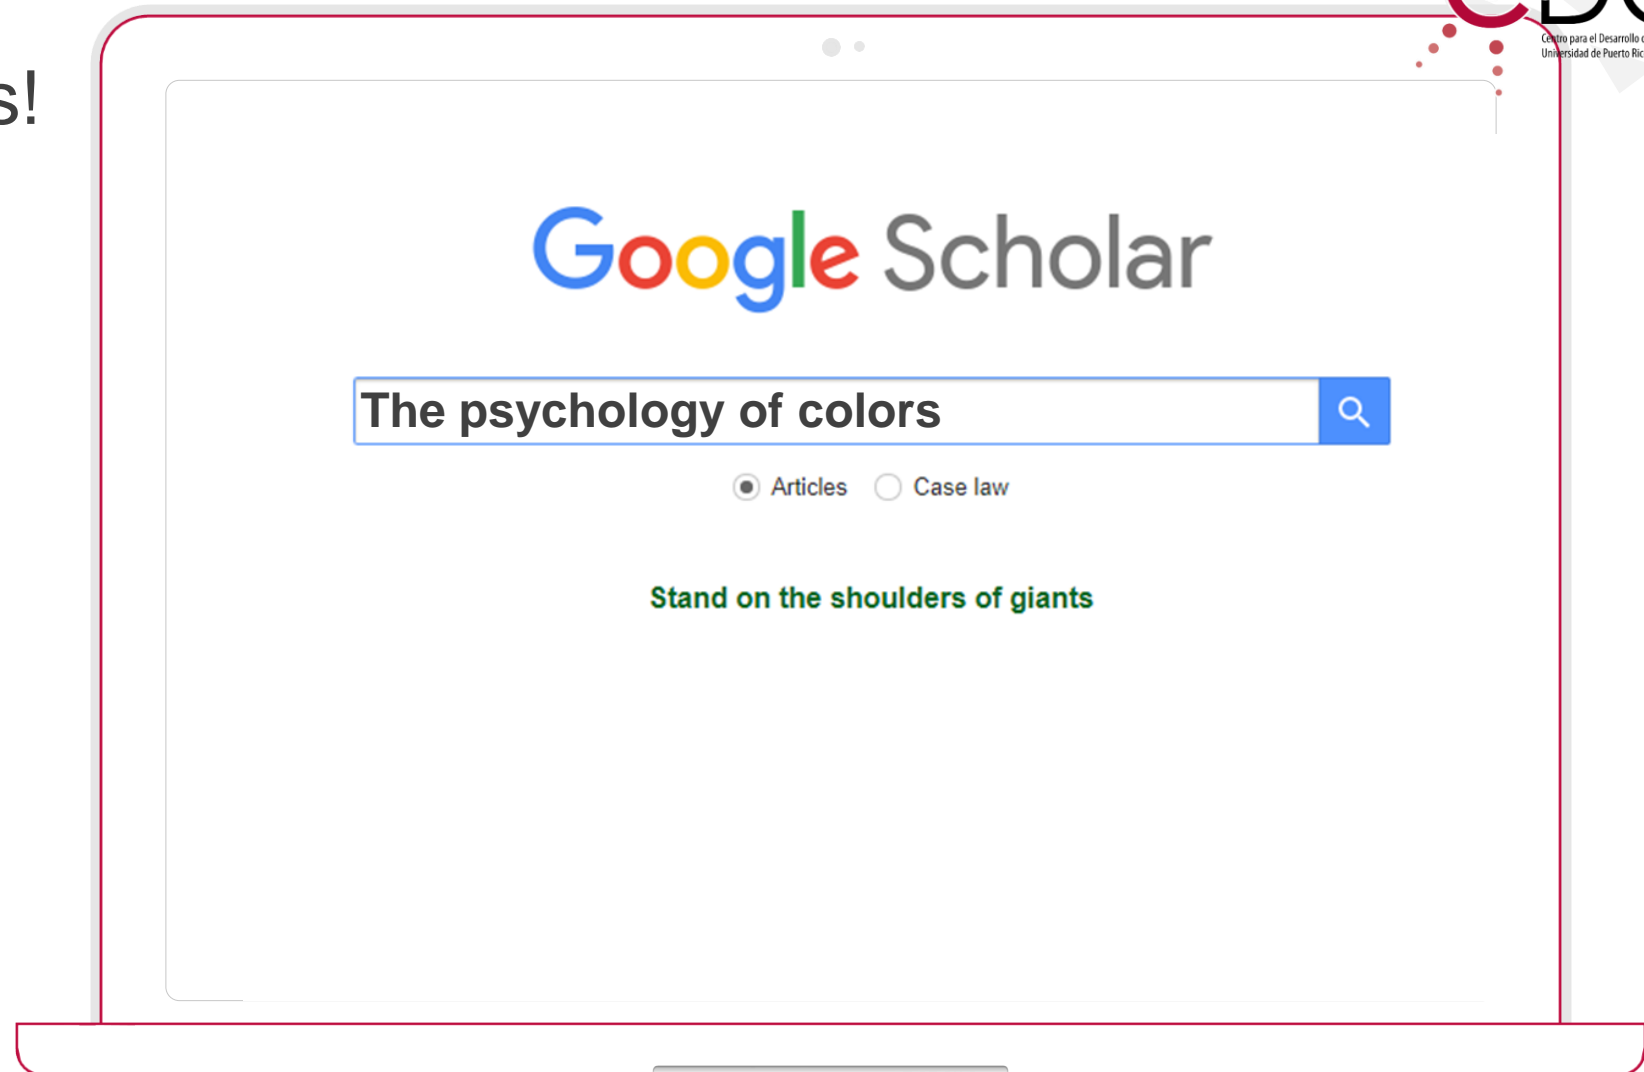 s!
Centro para el Desarrollo
Universidad de Puerto Ric
Google Scholar
The psychology of colors
Articles Case law
Stand on the shoulders of giants